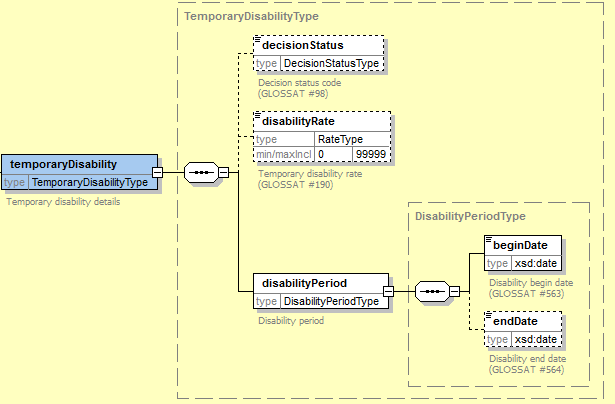 TemporaryDisabilityType
decisionStatus
type DecisionStatusType
Decision status code
(GLOSSAT #98)
disabilityRate
type RateType
min/maxIncl 0 99999
Temporary disability rate
(GLOSSAT #190)
temporaryDisability
type TemporaryDisabilityType
Temporary disability details
disabilityPeriod
type DisabilityPeriodType
Disability period
DisabilityPeriodType
beginDate
type xsd:date
Disability begin date
(GLOSSAT #563)
endDate
type xsd:date
Disability end date
(GLOSSAT #564)